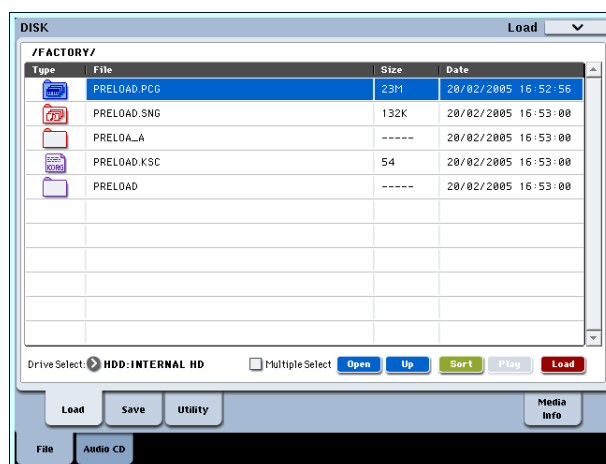 DISK Load
/FACTORY/
Type File Size Date
PRELOAD.PCG 23M 20/02/2005 16:52:56
PRELOAD.SNG 132K 20/02/2005 16:53:00
PRELOA_A ----- 20/02/2005 16:53:00
KORG PRELOAD.KSC 54 20/02/2005 16:53:00
PRELOAD ----- 20/02/2005 16:53:00
Drive Select: HDD:INTERNAL HD Multiple Select Open Up Sort Play Load
Load Save Utility Media Info
File Audio CD